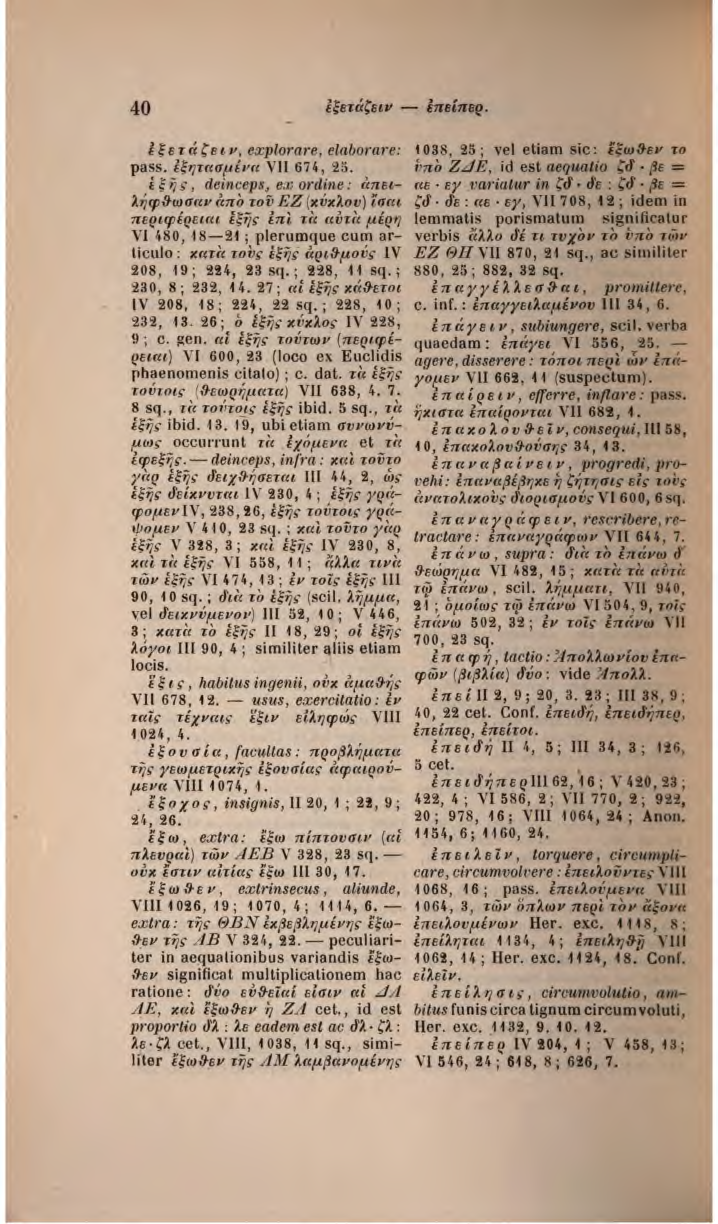 40
ἐξετάζειν — ἐπείπερ.
ἐξετάζειν, explorare, elaborare:
pass. ἐξητασμένα VII 674, 25.
ἑξῆς, deinceps, ex ordine: ἀπει-
λήφθωσαν ἀπὸ τοῦ ΕΖ (κύκλου) ἴσαι
περιφέρειαι ἑξῆς ἐπὶ τὰ αὐτὰ μέρη
VI 480, 18—21; plerumque cum ar-
ticulo: κατὰ τοὺς ἑξῆς ἀριθμούς IV
208, 19; 224, 23 sq.; 228, 11 sq.;
230, 8; 232, 14. 27; αἱ ἑξῆς κάθετοι
IV 208, 18; 224, 22 sq.; 228, 10;
232, 13. 26; ὁ ἑξῆς κύκλος IV 228,
9; c. gen. αἱ ἑξῆς τούτων (περιφέ-
ρειαι) VI 600, 23 (loco ex Euclidis
phaenomenis citato); c. dat. τὰ ἑξῆς
τούτοις (θεωρήματα) VII 638, 4. 7.
8 sq., τὰ τούτοις ἑξῆς ibid. 5 sq., τὰ
ἑξῆς ibid. 13. 19, ubi etiam συνωνύ-
μως occurrunt τὰ ἐχόμενα et τὰ
ἐφεξῆς. — deinceps, infra: καὶ τοῦτο
γὰρ ἑξῆς δειχθήσεται III 44, 2, ὡς
ἑξῆς δείκνυται IV 230, 4; ἑξῆς γρά-
φομεν IV, 238, 26, ἑξῆς τούτοις γρά-
ψομεν V 410, 23 sq.; καὶ τοῦτο γὰρ
ἑξῆς V 328, 3; καὶ ἑξῆς IV 230, 8,
καὶ τὰ ἑξῆς VI 558, 11; ἄλλα τινὰ
τῶν ἑξῆς VI 474, 13; ἐν τοῖς ἑξῆς III
90, 10 sq.; διὰ τὸ ἑξῆς (scil. λῆμμα,
vel δεικνύμενον) III 52, 10; V 446,
3; κατὰ τὸ ἑξῆς II 18, 29; οἱ ἑξῆς
λόγοι III 90, 4; similiter aliis etiam
locis.
ἕξις, habitus ingenii, οὐκ ἀμαθής
VII 678, 12. — usus, exercitatio: ἐν
ταῖς τέχναις ἕξιν εἰληφώς VIII
1024, 4.
ἐξουσία, facultas: προβλήματα
τῆς γεωμετρικῆς ἐξουσίας ἀφαιρού-
μενα VIII 1074, 1.
ἔξοχος, insignis, II 20, 1; 22, 9;
24, 26.
ἔξω, extra: ἔξω πίπτουσιν (αἱ
πλευραὶ) τῶν ΔΕΒ V 328, 23 sq. —
οὐκ ἔστιν αἰτίας ἔξω III 30, 17.
ἔξωθεν, extrinsecus, aliunde,
VIII 1026, 19; 1070, 4; 1114, 6. —
extra: τῆς ΘΒΝ ἐκβεβλημένης ἔξω-
θεν τῆς ΑΒ V 324, 22. — peculiari-
ter in aequationibus variandis ἔξω-
θεν significat multiplicationem hac
ratione: δύο εὐθεῖαί εἰσιν αἱ ΔΛ
ΛΕ, καὶ ἔξωθεν ἡ ΖΛ cet., id est
proportio δλ : λε eadem est ac δλ · ζλ :
λε · ζλ cet., VIII, 1038, 11 sq., simi-
liter ἔξωθεν τῆς ΛΜ λαμβανομένης
1038, 25; vel etiam sic: ἔξωθεν το
ὑπὸ ΖΔΕ, id est aequatio ζδ · βε =
αε · εγ variatur in ζδ · δε : ζδ · βε =
ζδ · δε : αε · εγ, VII 708, 12; idem in
lemmatis porismatum significatur
verbis ἄλλο δέ τι τυχὸν τὸ ὑπὸ τῶν
ΕΖ ΘΠ VII 870, 21 sq., ac similiter
880, 25; 882, 32 sq.
ἐπαγγέλλεσθαι, promittere,
c. inf.: ἐπαγγειλαμένου III 34, 6.
ἐπάγειν, subiungere, scil. verba
quaedam: ἐπάγει VI 556, 25. —
agere, disserere: τόποι περὶ ὧν ἐπά-
γομεν VII 662, 11 (suspectum).
ἐπαίρειν, efferre, inflare: pass.
ἥκιστα ἐπαίρονται VII 682, 1.
ἐπακολουθεῖν, consequi, III 58,
10, ἐπακολουθούσης 34, 13.
ἐπαναβαίνειν, progredi, pro-
vehi: ἐπαναβέβηκε ἡ ζήτησις εἰς τοὺς
ἀνατολικοὺς διορισμούς VI 600, 6 sq.
ἐπαναγράφειν, rescribere, re-
tractare: ἐπαναγράφων VII 644, 7.
ἐπάνω, supra: διὰ τὸ ἐπάνω δʹ
θεώρημα VI 482, 15; κατὰ τὰ αὐτὰ
τῷ ἐπάνω, scil. λήμματι, VII 940,
21; ὁμοίως τῷ ἐπάνω VI 504, 9, τοῖς
ἐπάνω 502, 32; ἐν τοῖς ἐπάνω VII
700, 23 sq.
ἐπαφή, tactio: Ἀπολλωνίου ἐπα-
φῶν (βιβλία) δύο: vide Ἀπολλ.
ἐπεί II 2, 9; 20, 3. 23; III 38, 9;
40, 22 cet. Conf. ἐπειδή, ἐπειδήπερ,
ἐπείπερ, ἐπείτοι.
ἐπειδή II 4, 5; III 34, 3; 126,
5 cet.
ἐπειδήπερ III 62, 16; V 420, 23;
422, 4; VI 586, 2; VII 770, 2; 922,
20; 978, 16; VIII 1064, 24; Anon.
1154, 6; 1160, 24.
ἐπειλεῖν, torquere, circumpli-
care, circumvolvere: ἐπειλοῦντες VIII
1068, 16; pass. ἐπειλούμενα VIII
1064, 3, τῶν ὅπλων περὶ τὸν ἄξονα
ἐπειλουμένων Her. exc. 1118, 8;
ἐπείληται 1134, 4; ἐπειληθῇ VIII
1062, 14; Her. exc. 1124, 18. Conf.
εἰλεῖν.
ἐπείλησις, circumvolutio, am-
bitus funis circa lignum circumvoluti,
Her. exc. 1132, 9. 10. 12.
ἐπείπερ IV 204, 1; V 458, 13;
VI 546, 24; 618, 8; 626, 7.